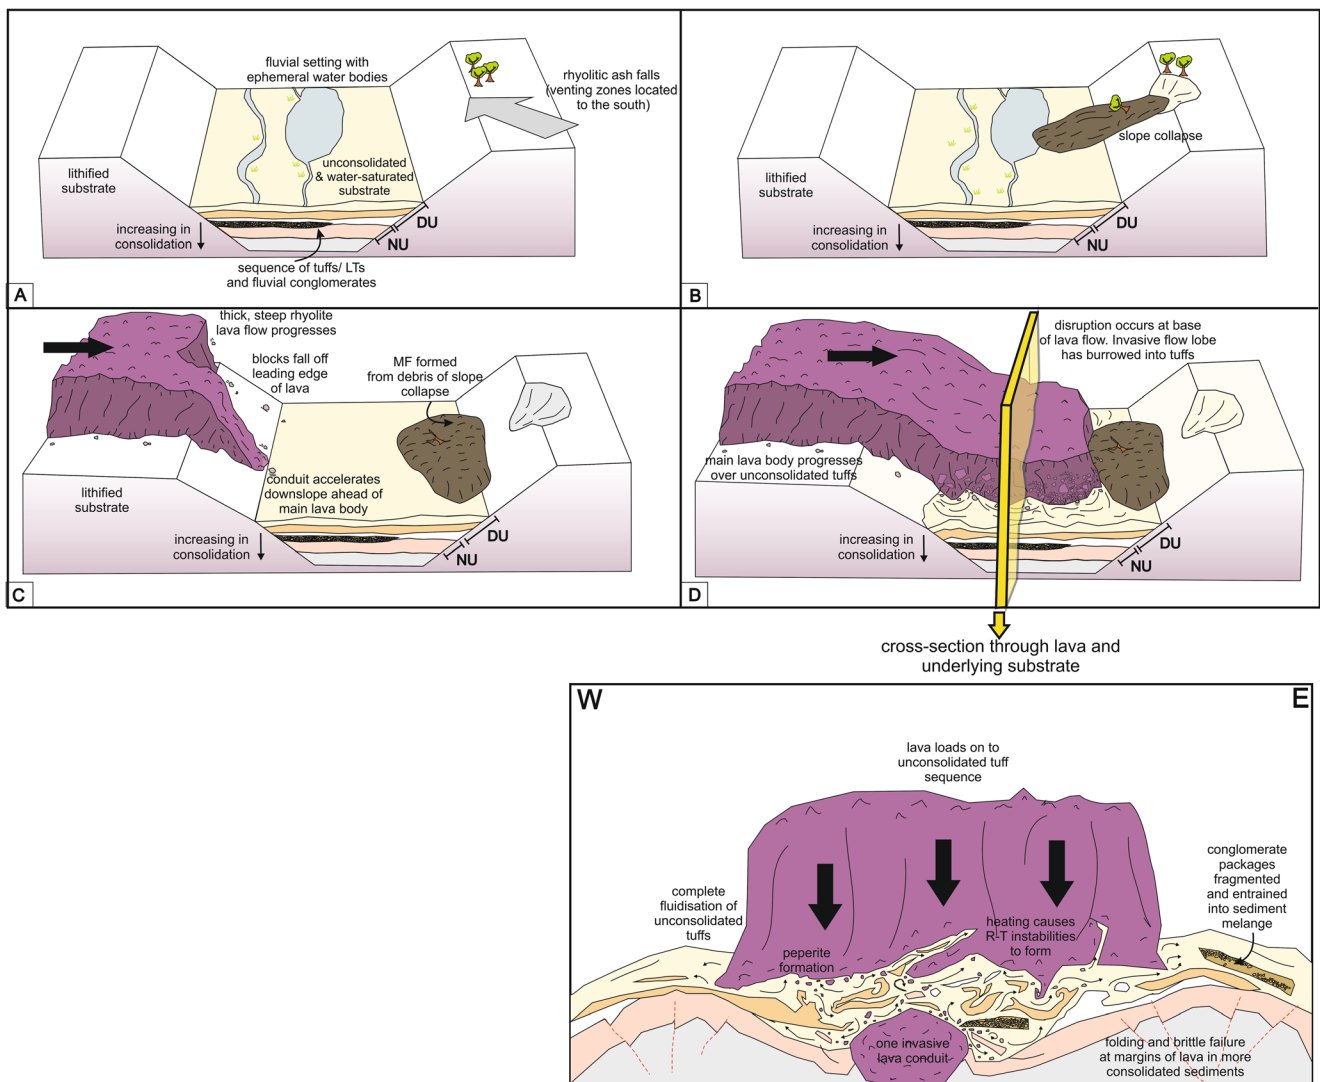 fluvial setting with
ephemeral water bodies
rhyolitic ash falls
(venting zones located
to the south)
lithified
substrate
unconsolidated
& water-saturated
substrate
increasing in
consolidation
DU
NU
sequence of tuffs/ LTs
and fluvial conglomerates
A
slope collapse
lithified
substrate
increasing in
consolidation
DU
NU
B
thick, steep rhyolite
lava flow progresses
blocks fall off
leading edge
of lava
MF formed
from debris of slope
collapse
conduit accelerates
downslope ahead of
main lava body
lithified
substrate
increasing in
consolidation
DU
NU
C
disruption occurs at base
of lava flow. Invasive flow lobe
has burrowed into tuffs
main lava body progresses
over unconsolidated tuffs
increasing in
consolidation
DU
NU
D
cross-section through lava and
underlying substrate
W
E
lava loads on to
unconsolidated tuff
sequence
complete
fluidisation of
unconsolidated
tuffs
peperite
formation
heating causes
R-T instabilities
to form
conglomerate
packages
fragmented
and entrained
into sediment
melange
one invasive
lava conduit
folding and brittle failure
at margins of lava in more
consolidated sediments